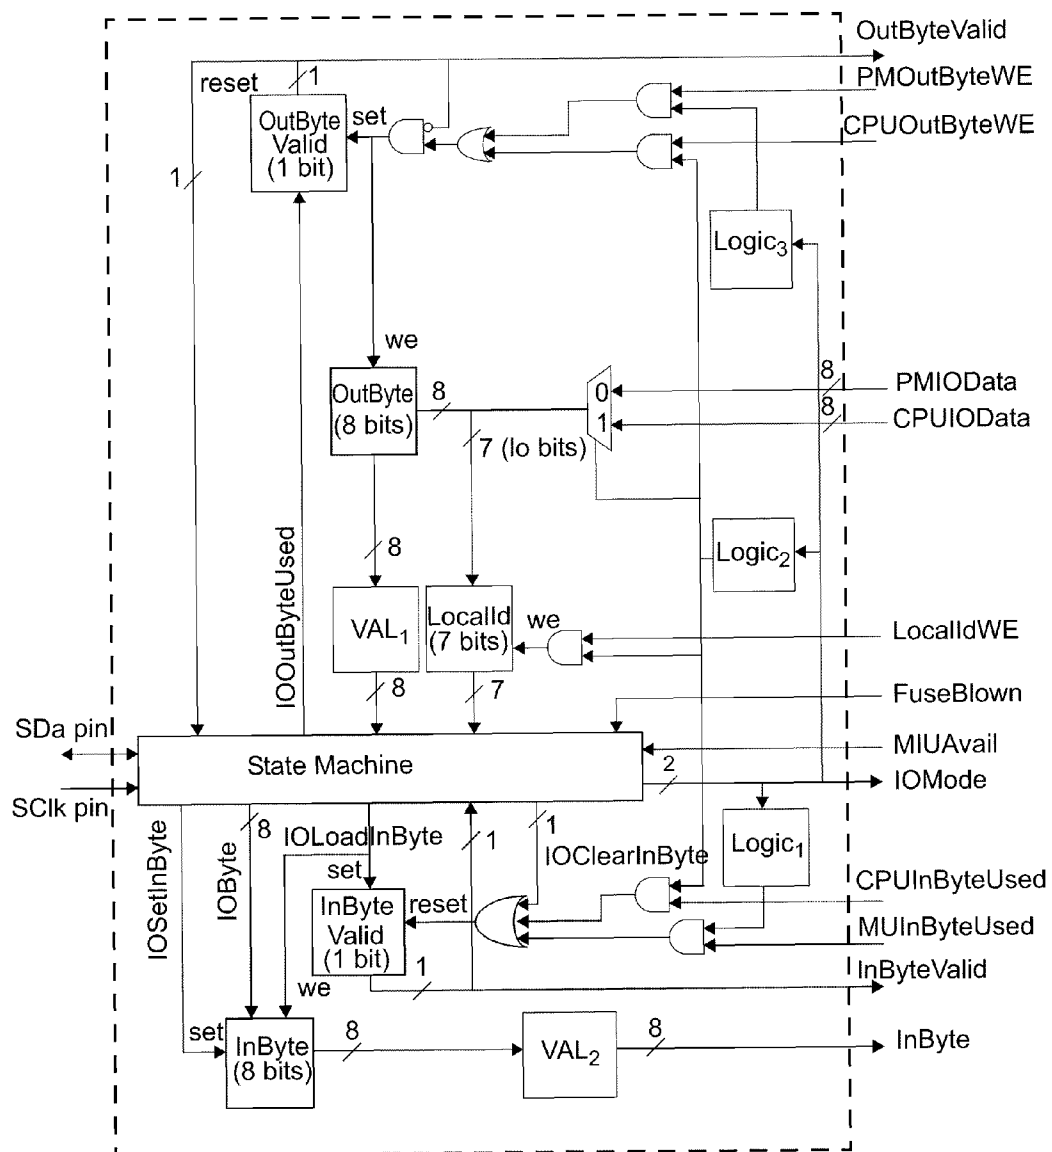 OutByteValid
PMOutByteWE
CPUOutByteWE
reset
1
OutByte
Valid
(1 bit)
set
1
Logic3
we
OutByte
(8 bits)
8
0
1
8
PMIOData
8
CPUIOData
7 (lo bits)
8
Logic2
IOOutByteUsed
VAL1
LocalId
(7 bits)
we
LocalIdWE
8
7
FuseBlown
SDa pin
State Machine
MIUAvail
2
IOMode
SClk pin
IOSetInByte
IOByte
8
IOLoadInByte
1
1
IOClearInByte
Logic1
set
InByte
Valid
(1 bit)
reset
CPUInByteUsed
MUInByteUsed
we
1
InByteValid
set
InByte
(8 bits)
8
VAL2
8
InByte